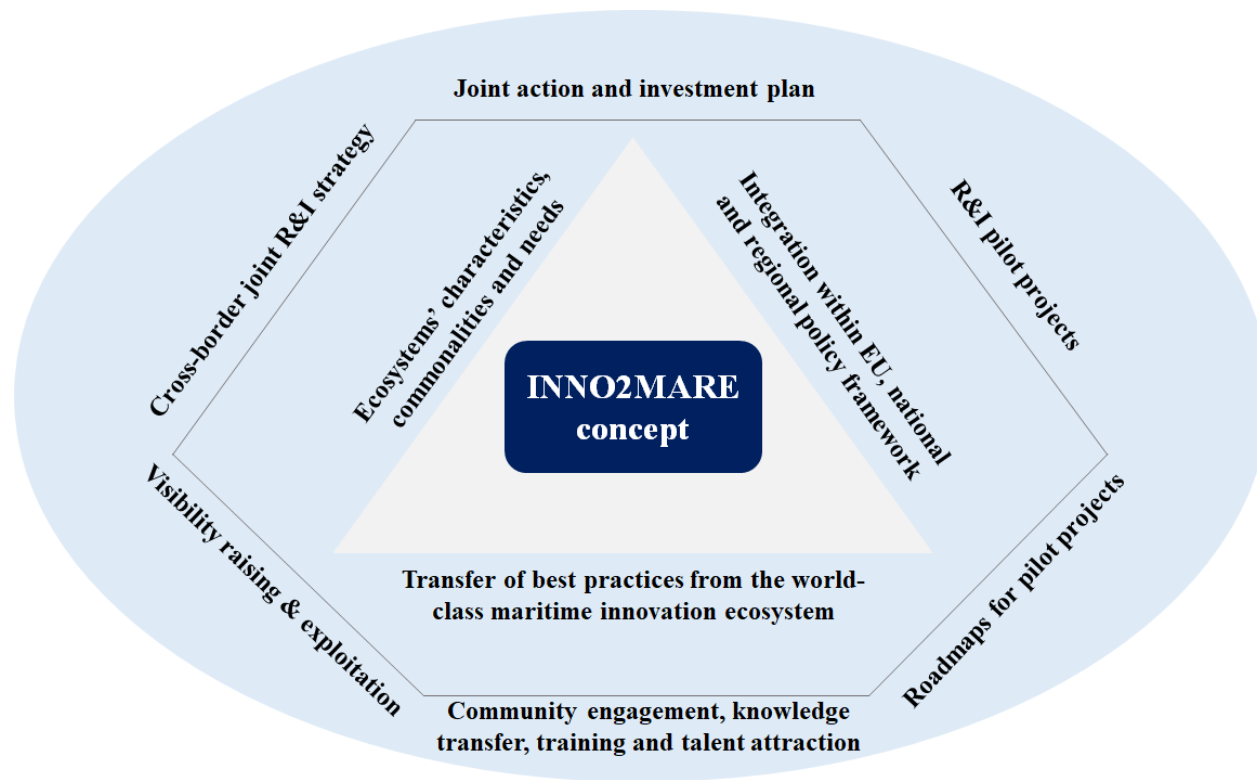 Joint action and investment plan
Cross-border joint R&I strategy
Ecosystems’ characteristics,
commonalities and needs
Integration within EU, national
and regional policy framework
R&I pilot projects
INNO2MARE
concept
Visibility raising & exploitation
Transfer of best practices from the world-
class maritime innovation ecosystem
Roadmaps for pilot projects
Community engagement, knowledge
transfer, training and talent attraction